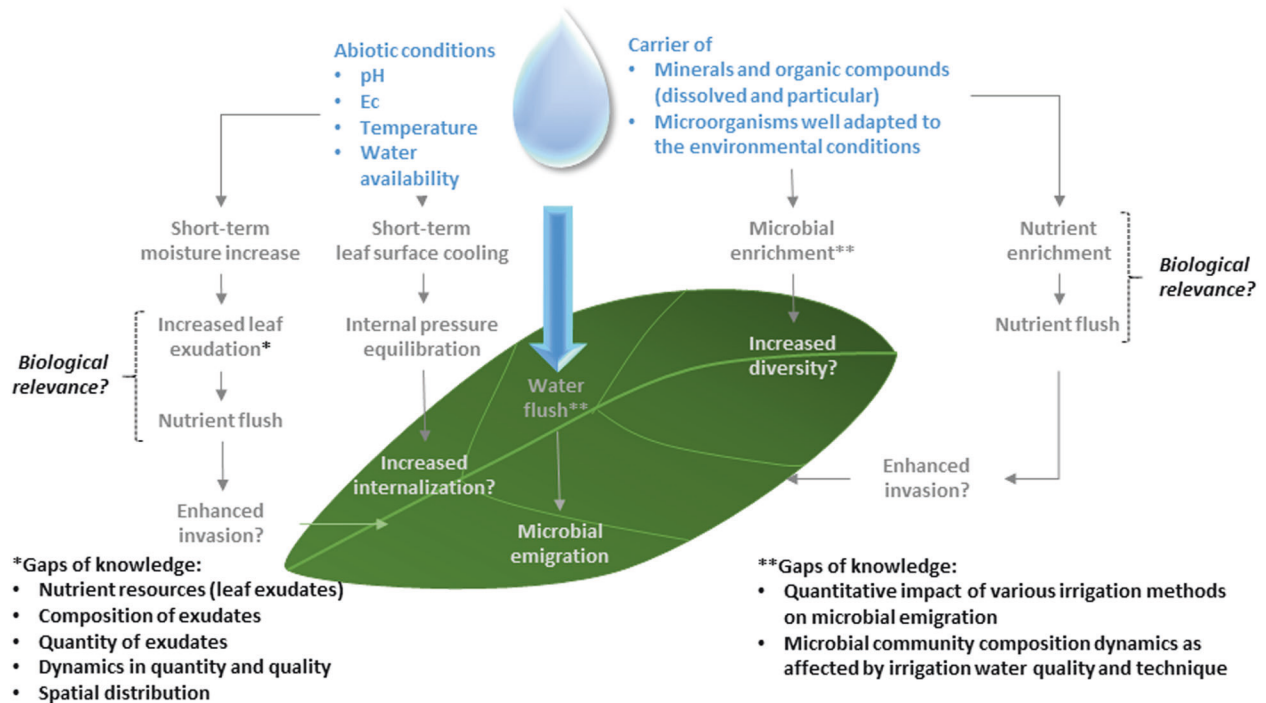 Abiotic conditions
• pH
• Ec
• Temperature
• Water
availability
Carrier of
• Minerals and organic compounds
(dissolved and particular)
• Microorganisms well adapted to
the environmental conditions
Short-term
moisture increase
Increased leaf
exudation*
Nutrient flush
Enhanced
invasion?
Biological
relevance?
Short-term
leaf surface cooling
Internal pressure
equilibration
Increased
internalization?
Water
flush**
Microbial
emigration
Microbial
enrichment**
Increased
diversity?
Nutrient
enrichment
Nutrient flush
Biological
relevance?
Enhanced
invasion?
*Gaps of knowledge:
• Nutrient resources (leaf exudates)
• Composition of exudates
• Quantity of exudates
• Dynamics in quantity and quality
• Spatial distribution
**Gaps of knowledge:
• Quantitative impact of various irrigation methods
on microbial emigration
• Microbial community composition dynamics as
affected by irrigation water quality and technique